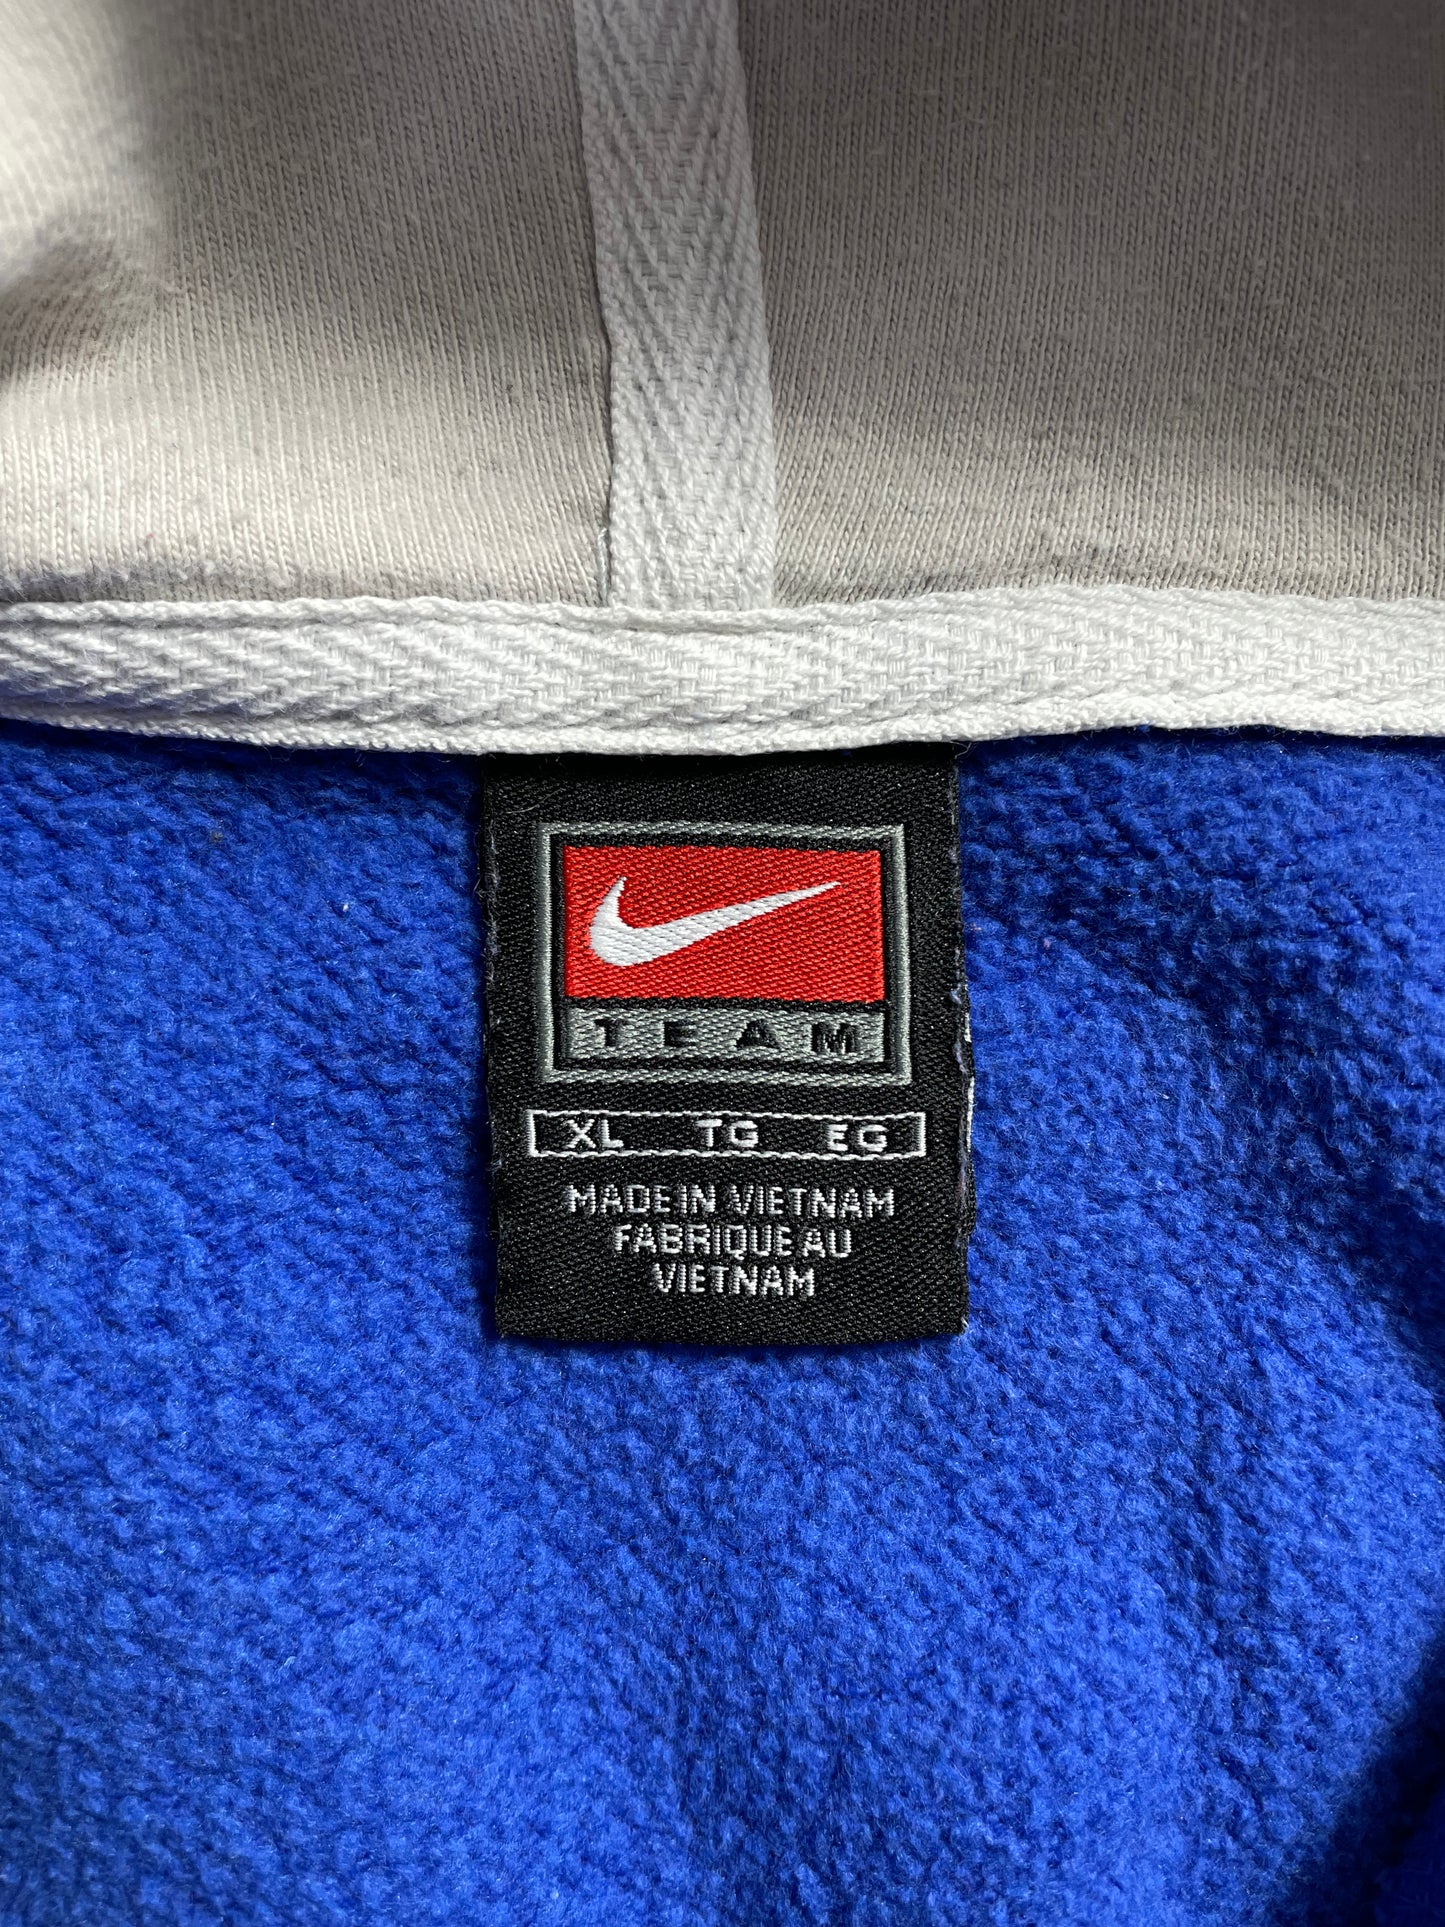 TEAM
XL TG EG
MADE IN VIETNAM
FABRIQUE AU
VIETNAM